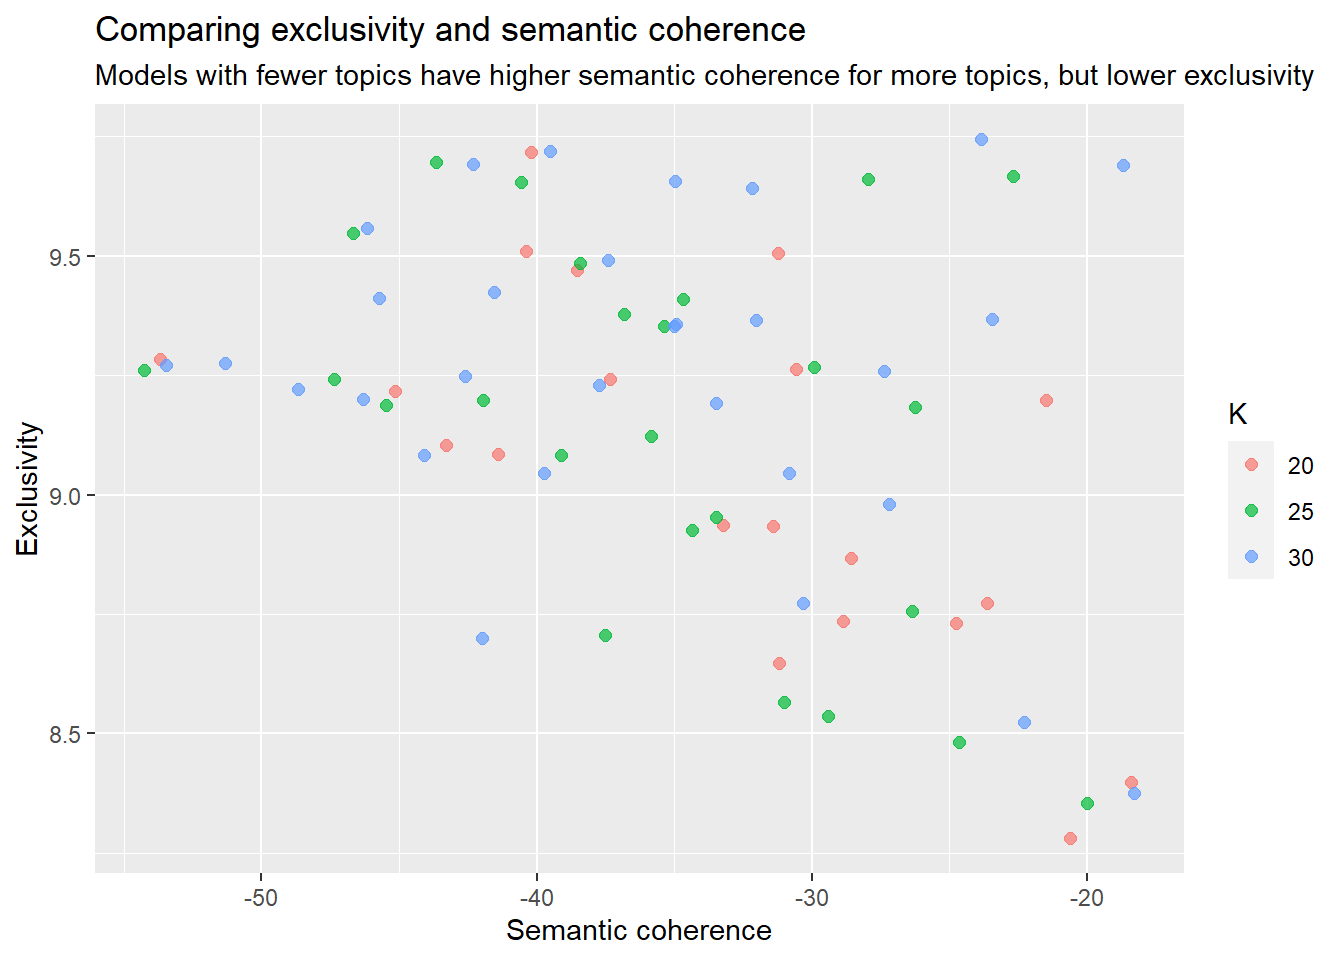 Comparing exclusivity and semantic coherence
Models with fewer topics have higher semantic coherence for more topics, but lower exclusivity
9.5
9.0
8.5
Exclusivity
-50
-40
-30
-20
Semantic coherence
K
20
25
30